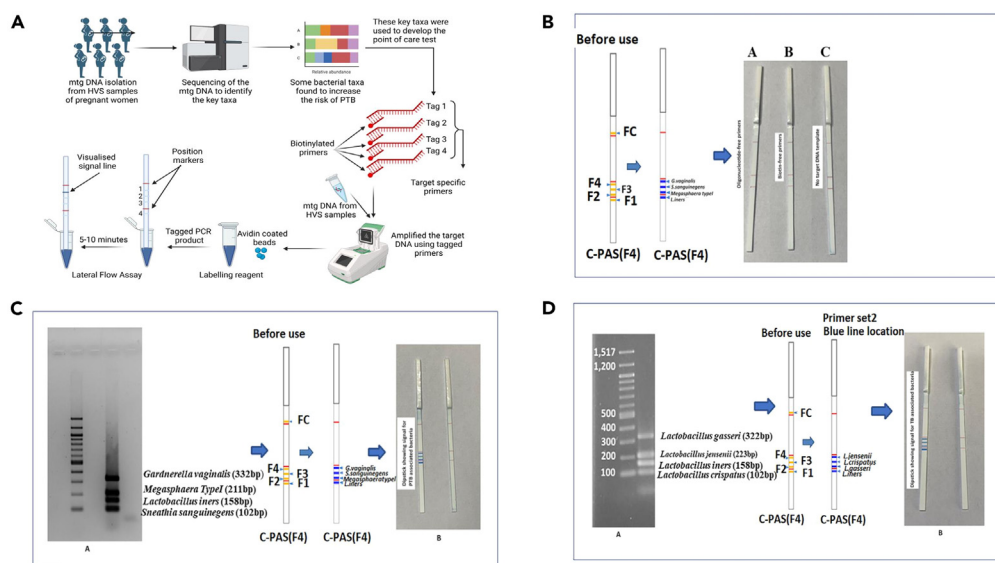 A
mtg DNA isolation
from HVS samples
of pregnant women
Sequencing of the
mtg DNA to identify
the key taxa
A
B
C
Relative abundance
Some bacterial taxa
found to increase
the risk of PTB
These key taxa were
used to develop the
point of care test
Tag 1
Tag 2
Tag 3
Tag 4
Biotinylated
primers
Target specific
primers
mtg DNA from
HVS samples
Amplified the target
DNA using tagged
primers
Avidin coated
beads
Labelling reagent
Tagged PCR
product
Position
markers
1
2
3
4
Visualised
signal line
5-10 minutes
Lateral Flow Assay
B
Before use
FC
F4
F3
F2
F1
C-PAS(F4)
G.vaginalis
S.sanguinegens
Megasphaera typeI
L.iners
C-PAS(F4)
A
B
C
Oligonucleotide-free primers
Biotin-free primers
No target DNA template
C
Gardnerella vaginalis (332bp)
Megasphaera TypeI (211bp)
Lactobacillus iners (158bp)
Sneathia sanguinegens (102bp)
A
Before use
FC
F4
F3
F2
F1
C-PAS(F4)
G.vaginalis
S.sanguinegens
Megasphaeratypel
L.iners
C-PAS(F4)
Dipstick showing signal for
PTB associated bacteria
B
D
1,517
1,200
500
400
300
200
100
Lactobacillus gasseri (322bp)
Lactobacillus jensenii (223bp)
Lactobacillus iners (158bp)
Lactobacillus crispatus (102bp)
A
Before use
FC
F4
F3
F2
F1
C-PAS(F4)
Primer set2
Blue line location
L.jensenii
L.crispatus
L.gasseri
L.iners
C-PAS(F4)
Dipstick showing signal for TB associated bacteria
B